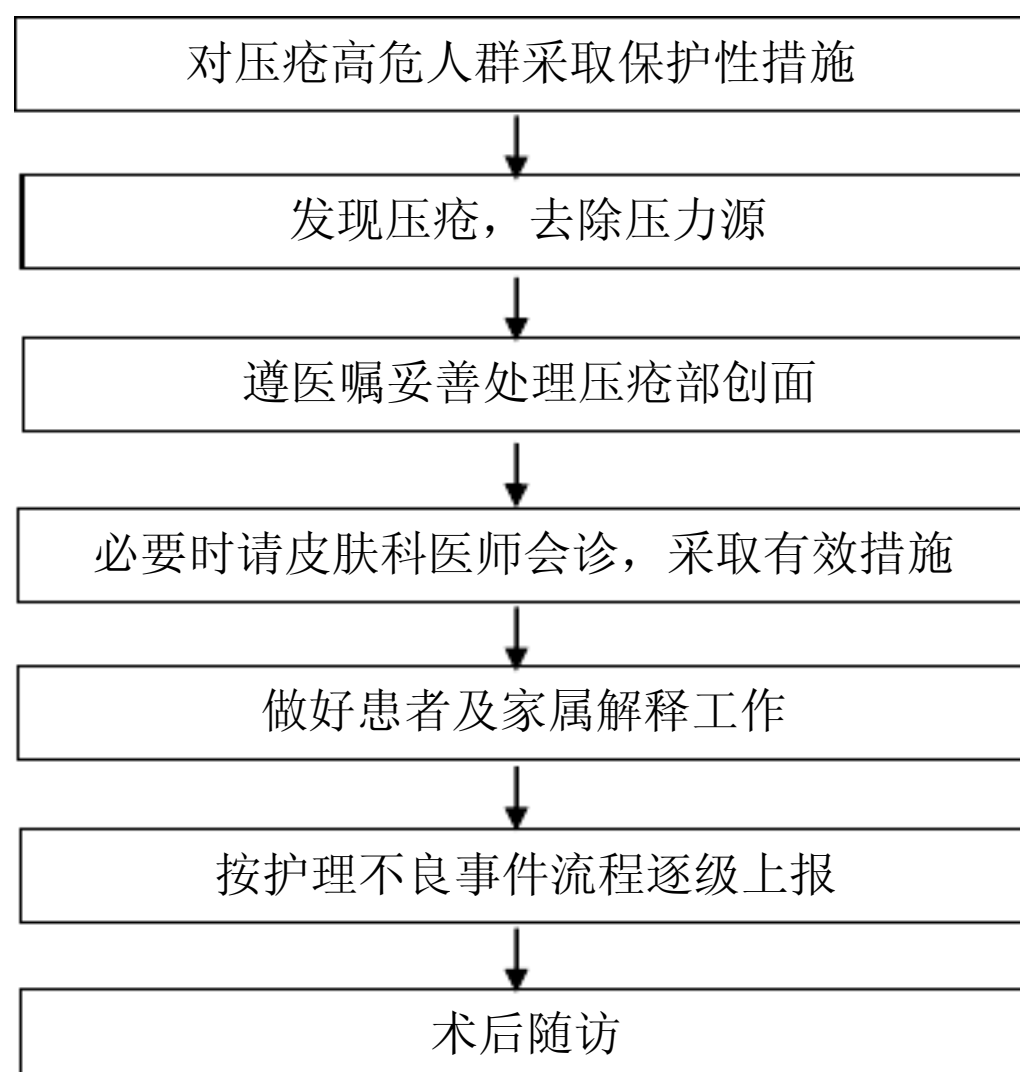 对压疮高危人群采取保护性措施
发现压疮，去除压力源
遵医嘱妥善处理压疮部创面
必要时请皮肤科医师会诊，采取有效措施
做好患者及家属解释工作
按护理不良事件流程逐级上报
术后随访